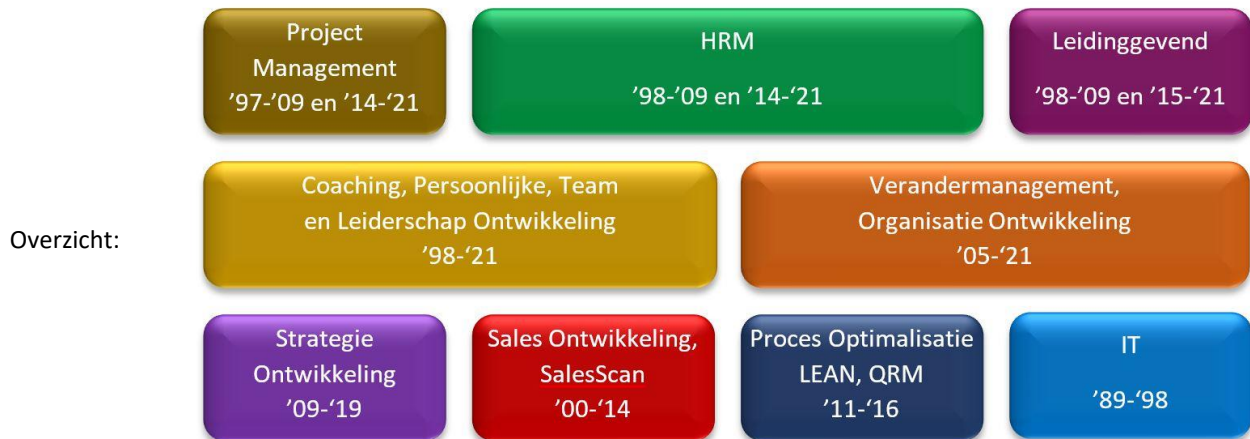 Project
Management
’97-’09 en ’14-‘21
HRM
’98-’09 en ’14-‘21
Leidinggevend
’98-’09 en ’15-‘21
Overzicht:
Coaching, Persoonlijke, Team
en Leiderschap Ontwikkeling
’98-‘21
Verandermanagement,
Organisatie Ontwikkeling
’05-‘21
Strategie
Ontwikkeling
’09-‘19
Sales Ontwikkeling,
SalesScan
’00-‘14
Proces Optimalisatie
LEAN, QRM
’11-‘16
IT
’89-‘98